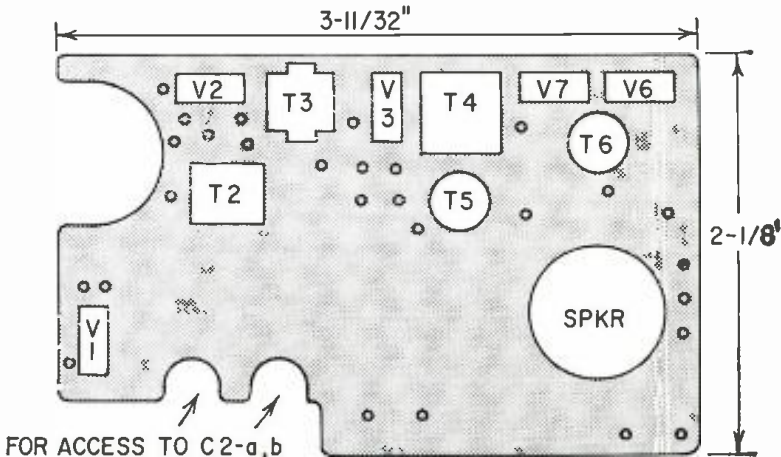 3-11/32"
V2
T3
V
3
T4
V7
V6
T6
T2
T5
2-1/8"
SPKR
V
1
FOR ACCESS TO C2-a,b